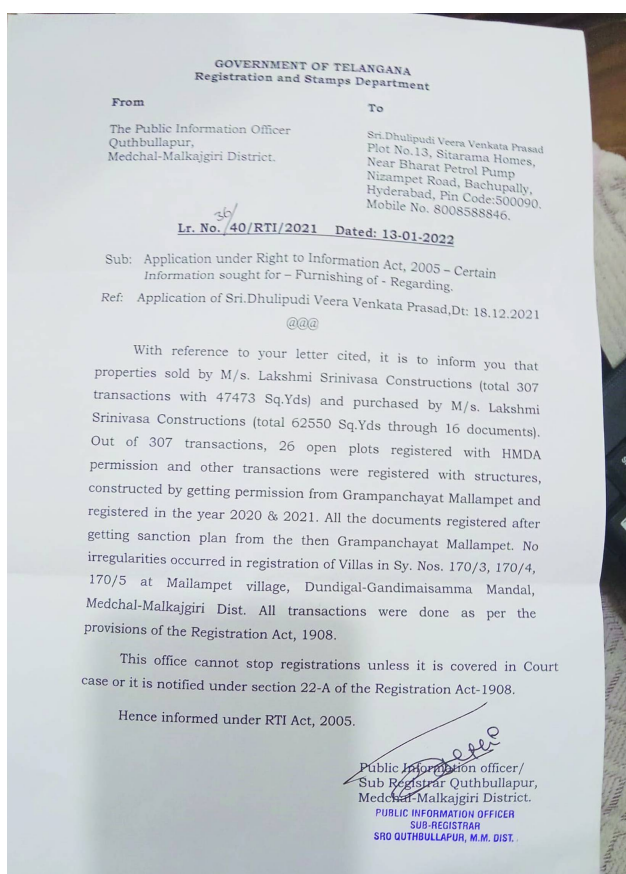 GOVERNMENT OF TELANGANA
Registration and Stamps Department
From
The Public Information Officer
Quthbullapur,
Medchal-Malkajgiri District.
To
Sri.Dhulipudi Veera Venkata Prasad
Plot No.13, Sitarama Homes,
Near Bharat Petrol Pump
Nizampet Road, Bachupally,
Hyderabad, Pin Code:500090.
Mobile No. 8008588846.
36/
Lr. No. /40/RTI/2021 Dated: 13-01-2022
Sub: Application under Right to Information Act, 2005 – Certain
Information sought for – Furnishing of - Regarding.
Ref: Application of Sri.Dhulipudi Veera Venkata Prasad,Dt: 18.12.2021
@@@
With reference to your letter cited, it is to inform you that
properties sold by M/s. Lakshmi Srinivasa Constructions (total 307
transactions with 47473 Sq.Yds) and purchased by M/s. Lakshmi
Srinivasa Constructions (total 62550 Sq.Yds through 16 documents).
Out of 307 transactions, 26 open plots registered with HMDA
permission and other transactions were registered with structures,
constructed by getting permission from Grampanchayat Mallampet and
registered in the year 2020 & 2021. All the documents registered after
getting sanction plan from the then Grampanchayat Mallampet. No
irregularities occurred in registration of Villas in Sy. Nos. 170/3, 170/4,
170/5 at Mallampet village, Dundigal-Gandimaisamma Mandal,
Medchal-Malkajgiri Dist. All transactions were done as per the
provisions of the Registration Act, 1908.
This office cannot stop registrations unless it is covered in Court
case or it is notified under section 22-A of the Registration Act-1908.
Hence informed under RTI Act, 2005.
Public Information officer/
Sub Registrar Quthbullapur,
Medchal-Malkajgiri District.
PUBLIC INFORMATION OFFICER
SUB-REGISTRAR
SRO QUTHBULLAPUR, M.M. DIST.